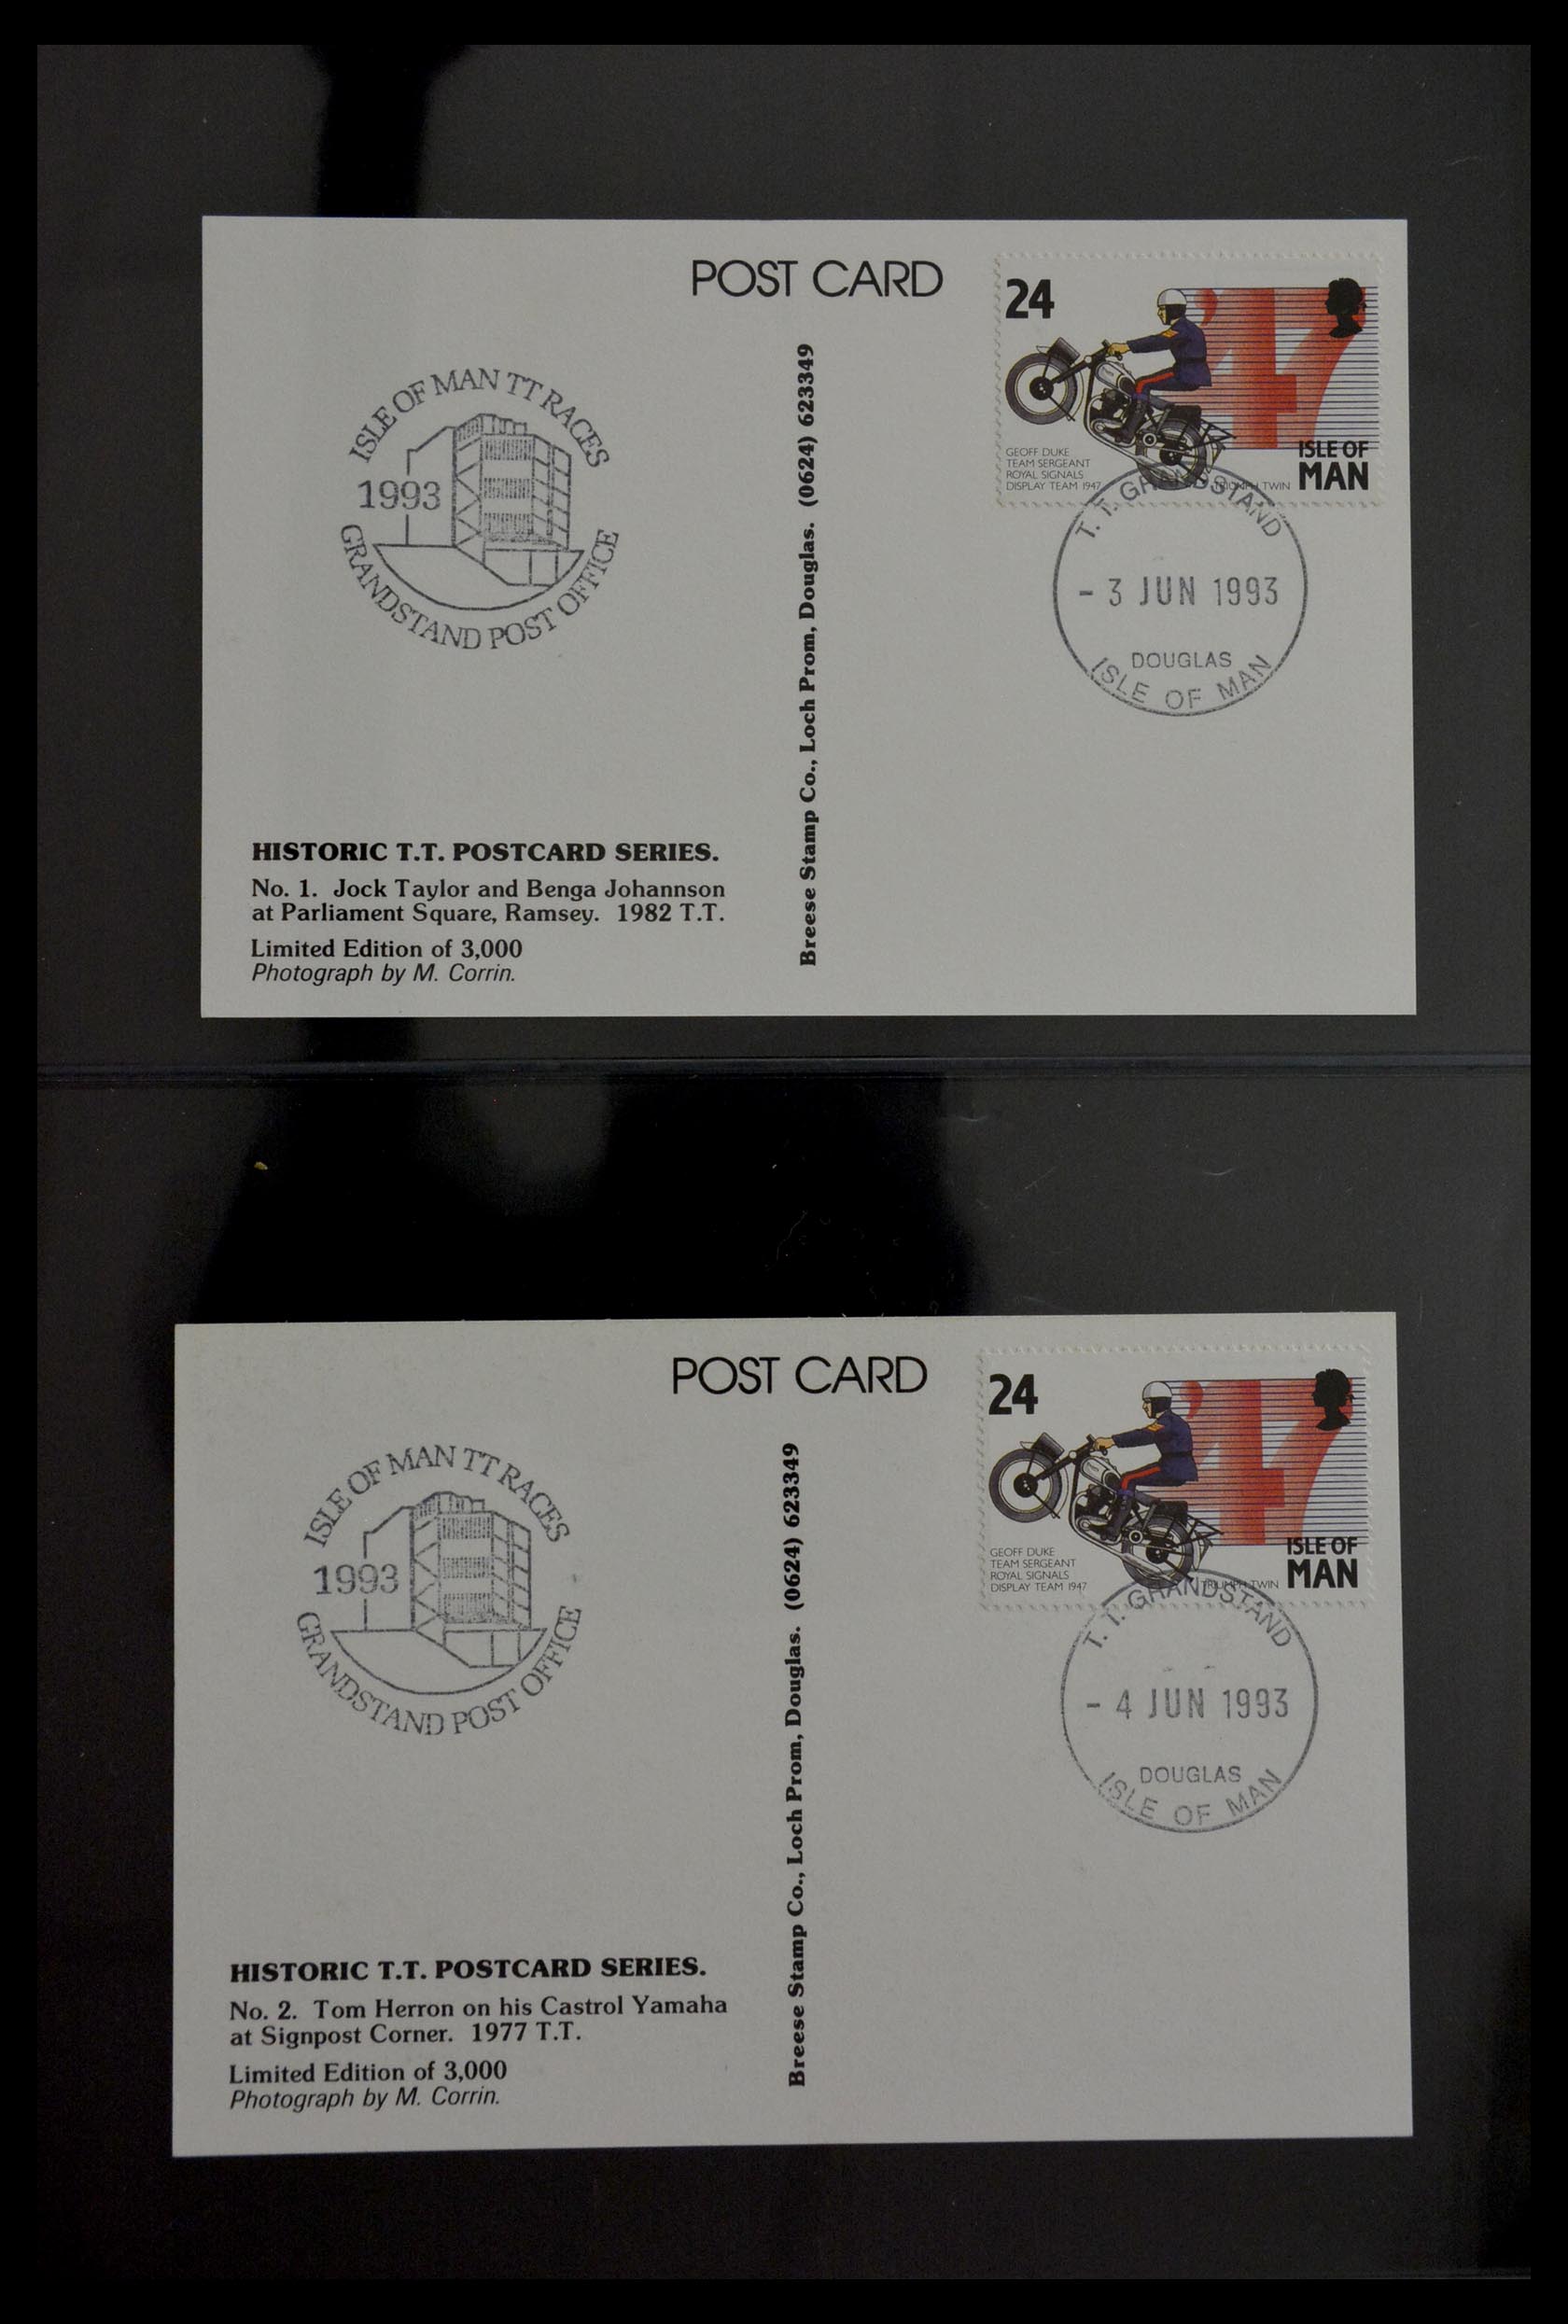 POST CARD
24
'47
ISLE OF
MAN
GEOFF DUKE
TEAM SERGEANT
ROYAL SIGNALS
DISPLAY TEAM 1947
TRIUMPH TWIN
T.T. GRANDSTAND
- 3 JUN 1993
DOUGLAS
ISLE OF MAN
ISLE OF MAN TT RACES
1993
GRANDSTAND POST OFFICE
Breese Stamp Co., Loch Prom, Douglas. (0624) 623349
HISTORIC T.T. POSTCARD SERIES.
No. 1. Jock Taylor and Benga Johannson
at Parliament Square, Ramsey. 1982 T.T.
Limited Edition of 3,000
Photograph by M. Corrin.
POST CARD
24
'47
ISLE OF
MAN
GEOFF DUKE
TEAM SERGEANT
ROYAL SIGNALS
DISPLAY TEAM 1947
TRIUMPH TWIN
T.T. GRANDSTAND
- 4 JUN 1993
DOUGLAS
ISLE OF MAN
ISLE OF MAN TT RACES
1993
GRANDSTAND POST OFFICE
Breese Stamp Co., Loch Prom, Douglas. (0624) 623349
HISTORIC T.T. POSTCARD SERIES.
No. 2. Tom Herron on his Castrol Yamaha
at Signpost Corner. 1977 T.T.
Limited Edition of 3,000
Photograph by M. Corrin.